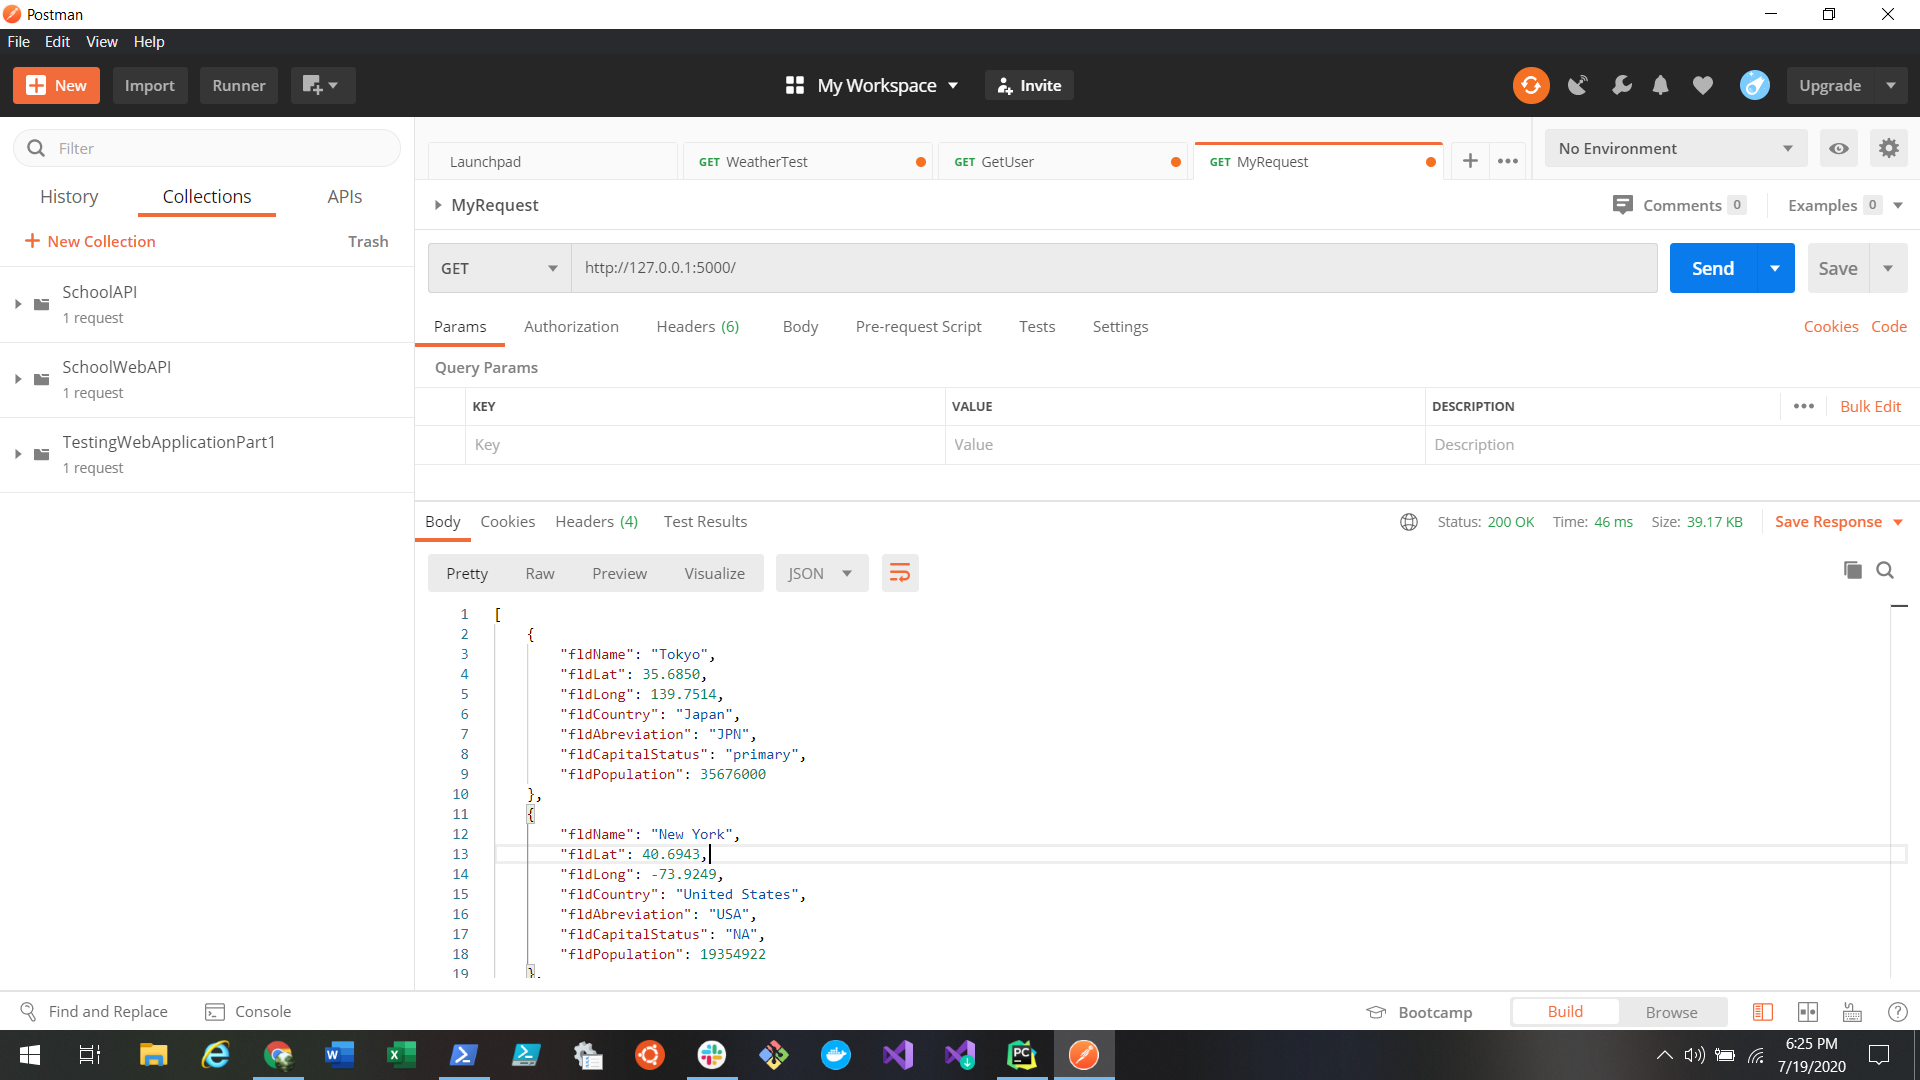 Postman
File Edit View Help
New Import Runner My Workspace Invite Upgrade
Filter
History Collections APIs
New Collection Trash
SchoolAPI
1 request
SchoolWebAPI
1 request
TestingWebApplicationPart1
1 request
Launchpad GET WeatherTest GET GetUser GET MyRequest No Environment
MyRequest Comments 0 Examples 0
GET http://127.0.0.1:5000/ Send Save
Params Authorization Headers (6) Body Pre-request Script Tests Settings Cookies Code
Query Params
KEY VALUE DESCRIPTION Bulk Edit
Key Value Description
Body Cookies Headers (4) Test Results Status: 200 OK Time: 46 ms Size: 39.17 KB Save Response
Pretty Raw Preview Visualize JSON
1 [
2 {
3 "fldName": "Tokyo",
4 "fldLat": 35.6850,
5 "fldLong": 139.7514,
6 "fldCountry": "Japan",
7 "fldAbreviation": "JPN",
8 "fldCapitalStatus": "primary",
9 "fldPopulation": 35676000
10 },
11 {
12 "fldName": "New York",
13 "fldLat": 40.6943,
14 "fldLong": -73.9249,
15 "fldCountry": "United States",
16 "fldAbreviation": "USA",
17 "fldCapitalStatus": "NA",
18 "fldPopulation": 19354922
19 },
Find and Replace Console Bootcamp Build Browse
6:25 PM
7/19/2020